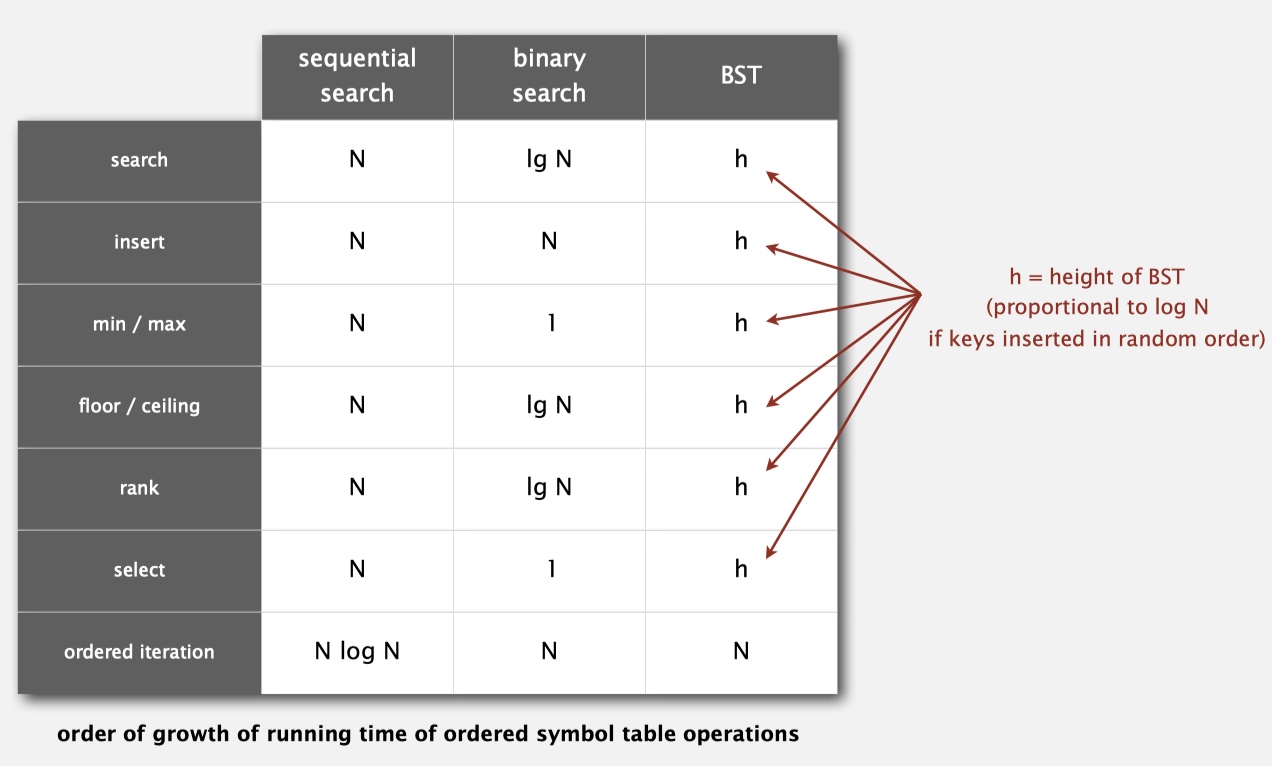 sequential search
binary search
BST
search N lg N h
insert N N h
min / max N 1 h
floor / ceiling N lg N h
rank N lg N h
select N 1 h
ordered iteration N log N N N
h = height of BST
(proportional to log N
if keys inserted in random order)
order of growth of running time of ordered symbol table operations